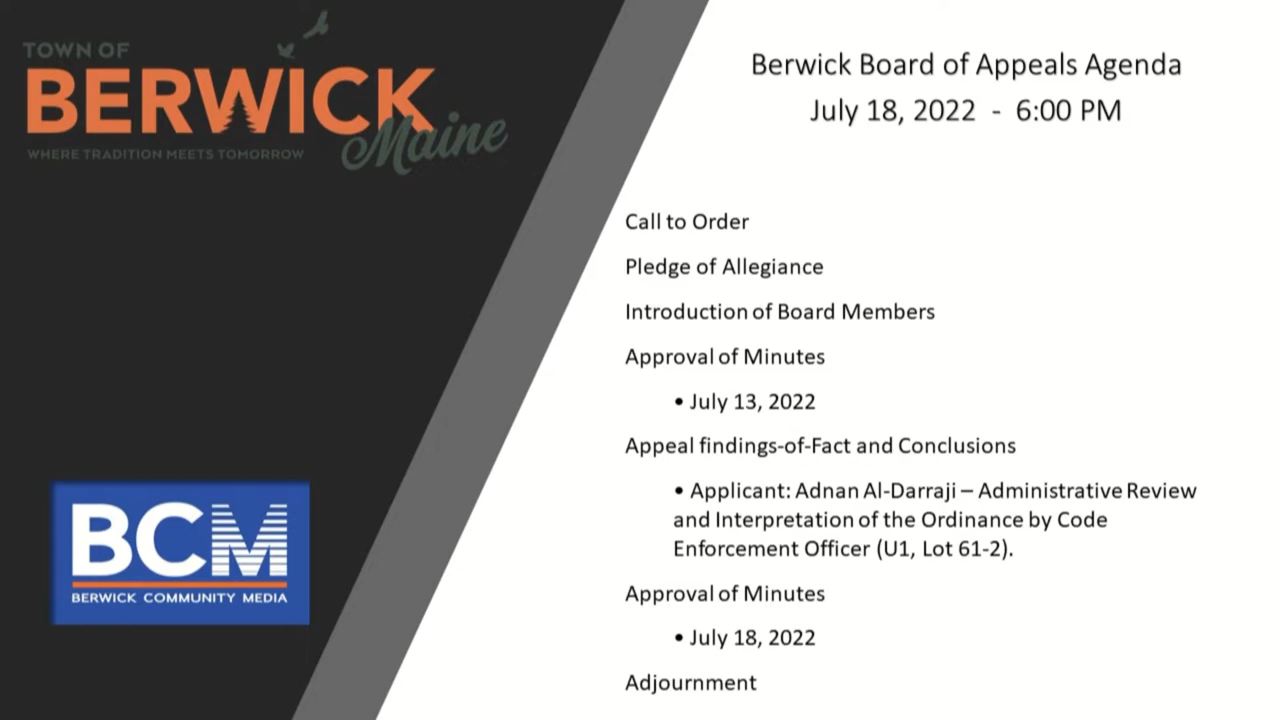 TOWN OF
BERWICK
Maine
WHERE TRADITION MEETS TOMORROW
Berwick Board of Appeals Agenda
July 18, 2022 - 6:00 PM
Call to Order
Pledge of Allegiance
Introduction of Board Members
Approval of Minutes
• July 13, 2022
Appeal findings-of-Fact and Conclusions
• Applicant: Adnan Al-Darraji – Administrative Review
and Interpretation of the Ordinance by Code
Enforcement Officer (U1, Lot 61-2).
Approval of Minutes
• July 18, 2022
Adjournment
BCM
BERWICK COMMUNITY MEDIA